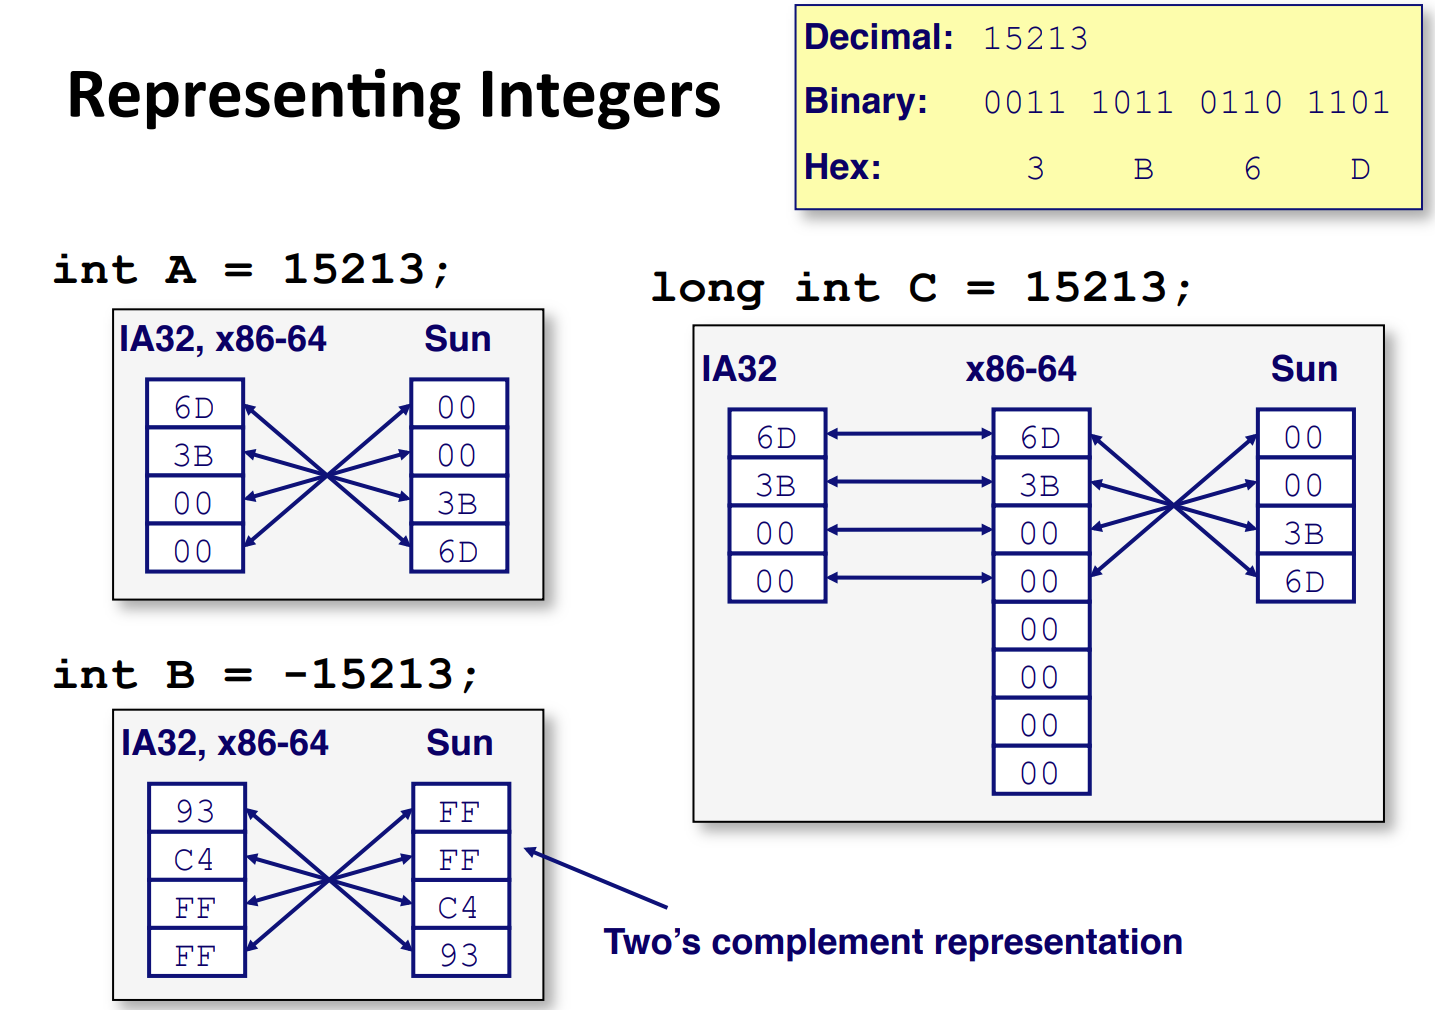 Representing Integers
Decimal: 15213
Binary: 0011 1011 0110 1101
Hex: 3 B 6 D
int A = 15213;
IA32, x86-64 Sun
6D 00
3B 00
00 3B
00 6D
int B = -15213;
IA32, x86-64 Sun
93 FF
C4 FF
FF C4
FF 93
Two’s complement representation
long int C = 15213;
IA32 x86-64 Sun
6D 6D 00
3B 3B 00
00 00 3B
00 00 6D
00
00
00
00